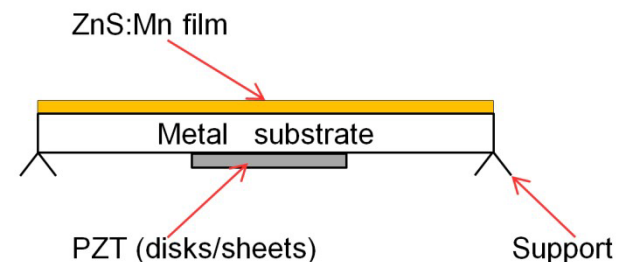 ZnS:Mn film
Metal substrate
PZT (disks/sheets)
Support